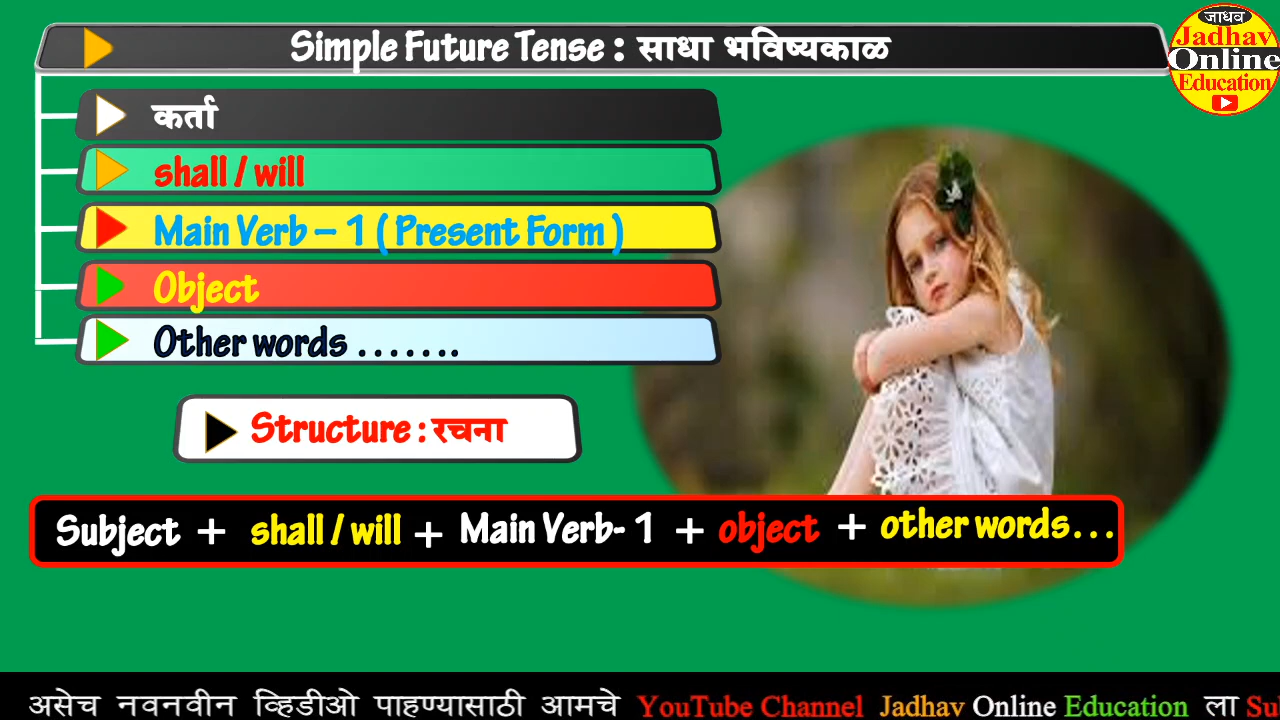 Simple Future Tense : साधा भविष्यकाळ
जाधव
Jadhav
Online
Education
कर्ता
shall / will
Main Verb – 1 ( Present Form )
Object
Other words . . . . . . .
Structure : रचना
Subject + shall / will + Main Verb- 1 + object + other words . . .
असेच नवनवीन व्हिडीओ पाहण्यासाठी आमचे YouTube Channel Jadhav Online Education ला Su